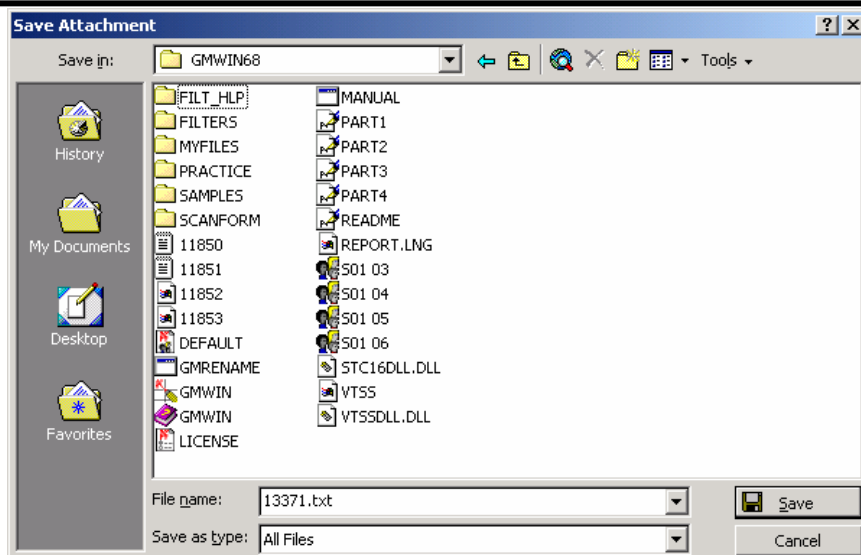 Save Attachment
Save in:
GMWIN68
Tools
History
My Documents
Desktop
Favorites
FILT_HLP
FILTERS
MYFILES
PRACTICE
SAMPLES
SCANFORM
11850
11851
11852
11853
DEFAULT
GMRENAME
GMWIN
GMWIN
LICENSE
MANUAL
PART1
PART2
PART3
PART4
README
REPORT.LNG
S01 03
S01 04
S01 05
S01 06
STC16DLL.DLL
VTSS
VTSSDLL.DLL
File name:
13371.txt
Save
Save as type:
All Files
Cancel